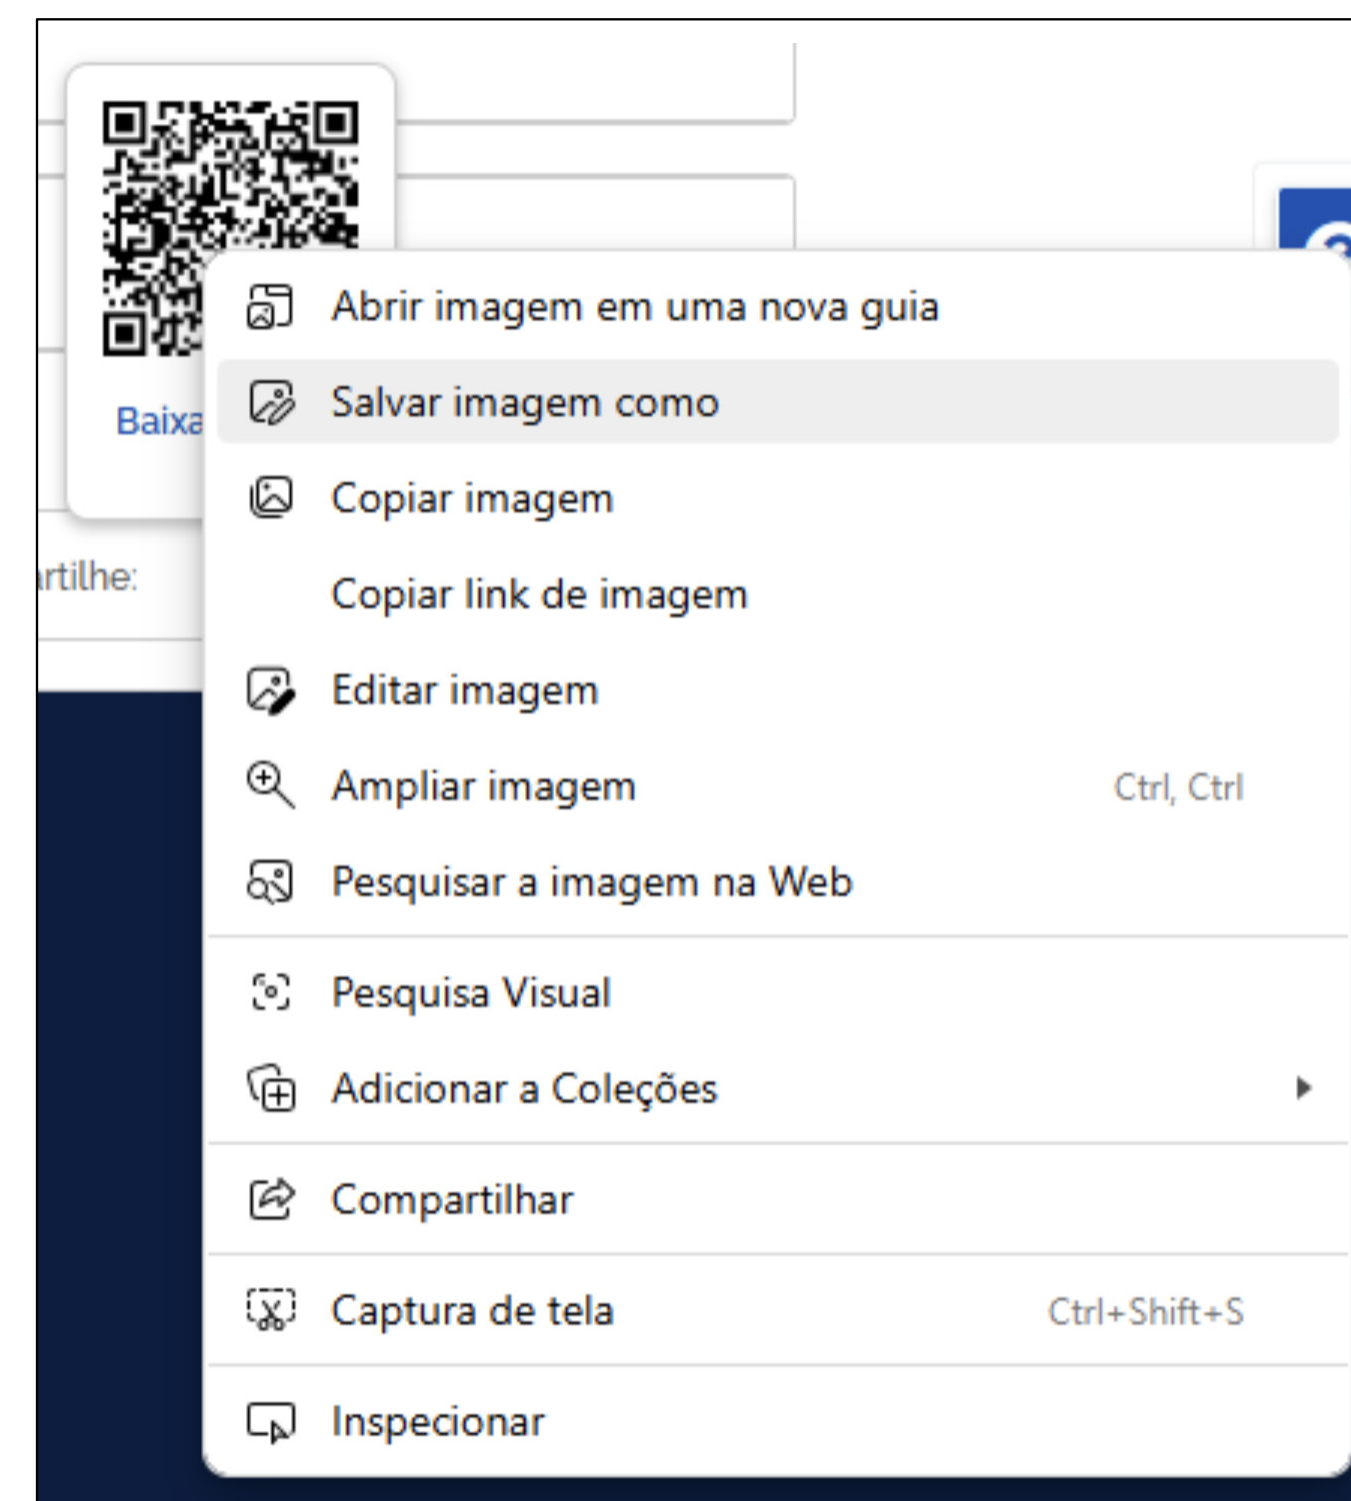 Abrir imagem em uma nova guia
Salvar imagem como
Baixa
Copiar imagem
rtilhe:
Copiar link de imagem
Editar imagem
Ampliar imagem Ctrl, Ctrl
Pesquisar a imagem na Web
Pesquisa Visual
Adicionar a Coleções
Compartilhar
Captura de tela Ctrl+Shift+S
Inspecionar